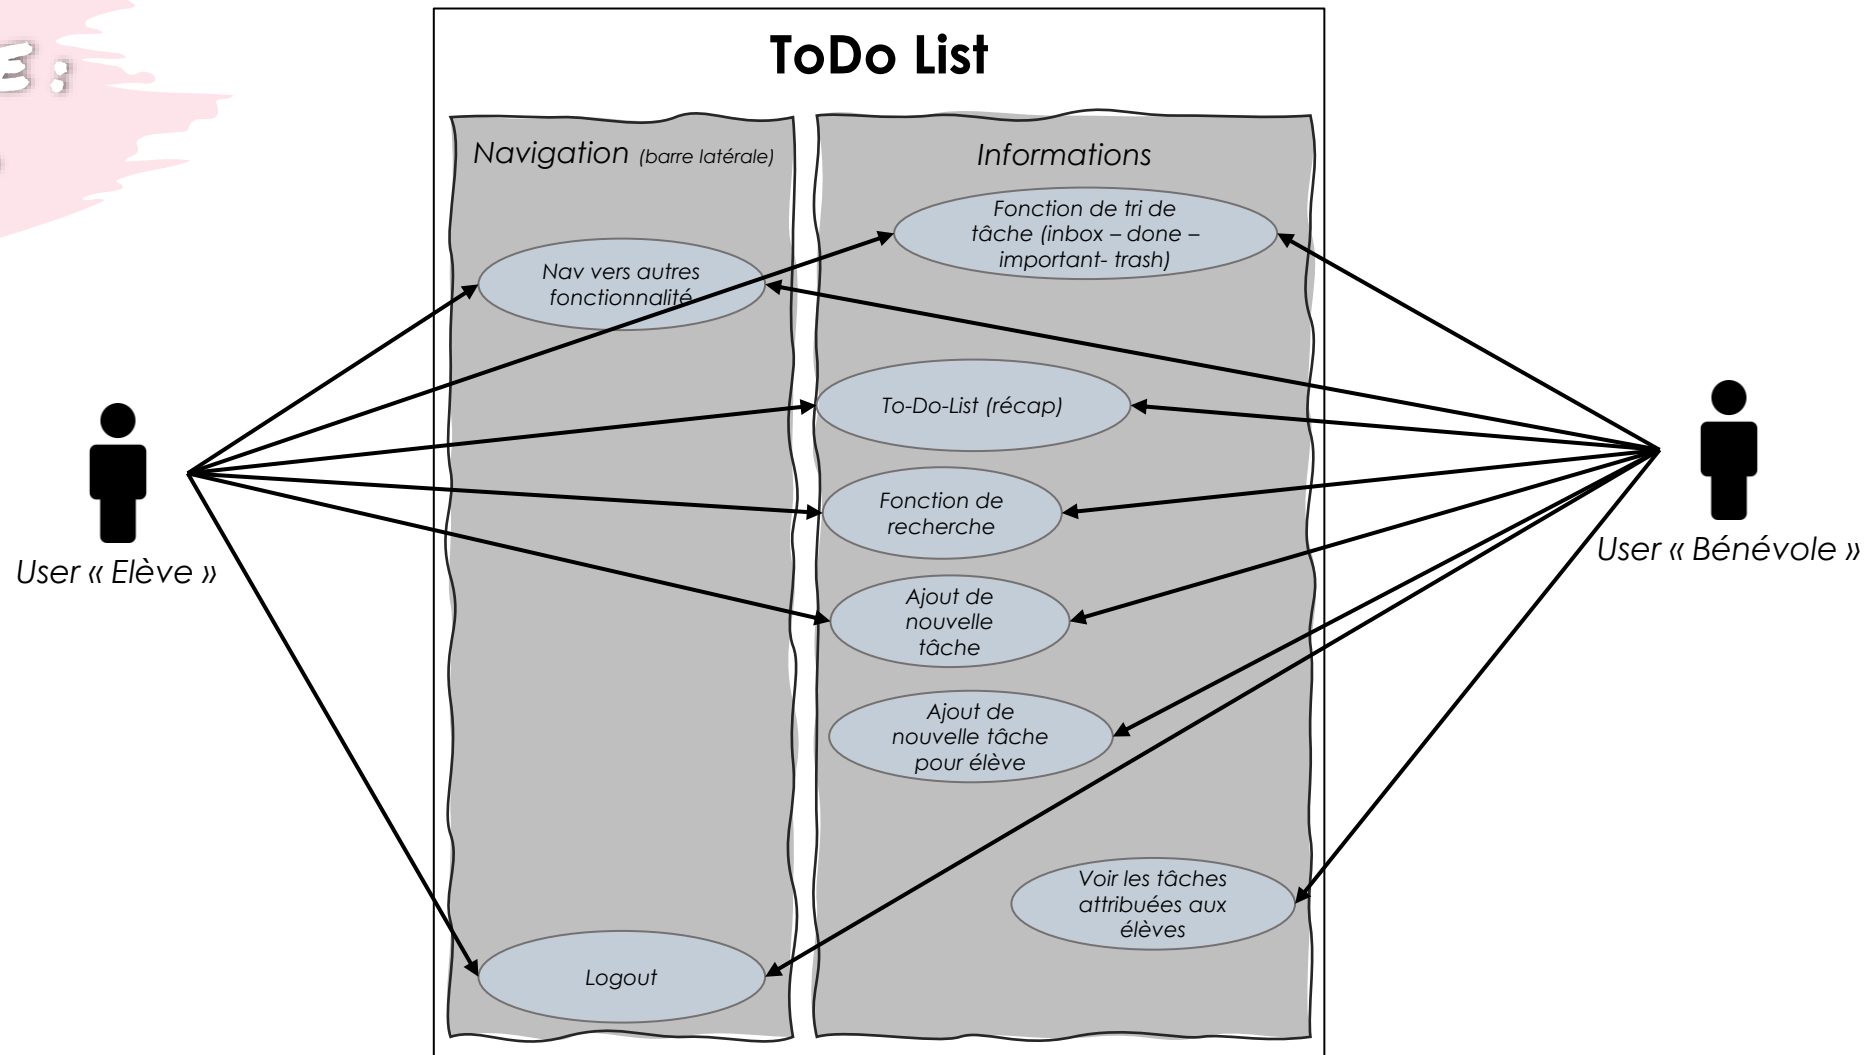 E :
ToDo List
Navigation (barre latérale)
Informations
Fonction de tri de
tâche (inbox – done –
important- trash)
Nav vers autres
fonctionnalité
To-Do-List (récap)
Fonction de
recherche
User « Elève »
User « Bénévole »
Ajout de
nouvelle
tâche
Ajout de
nouvelle tâche
pour élève
Voir les tâches
attribuées aux
élèves
Logout